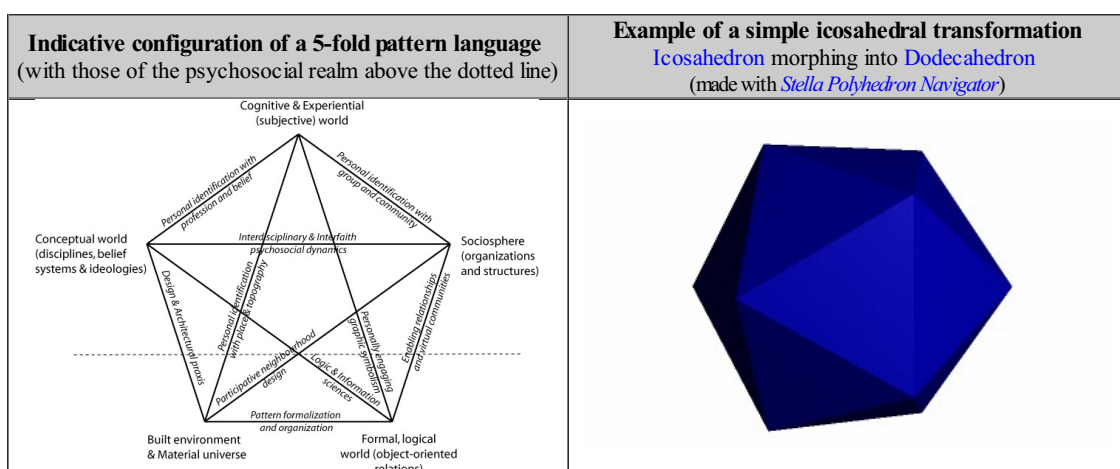 Indicative configuration of a 5-fold pattern language
(with those of the psychosocial realm above the dotted line)
Example of a simple icosahedral transformation
Icosahedron morphing into Dodecahedron
(made with Stella Polyhedron Navigator)
Cognitive & Experiential
(subjective) world
Personal identification with
profession and belief
Personal identification with
group and community
Conceptual world
(disciplines, belief
systems & ideologies)
Interdisciplinary & Interfaith
psychosocial dynamics
Sociosphere
(organizations
and structures)
Design & Architectural praxis
Personal identification
with place & topography
Personally engaging
graphic symbolism
Enabling relationships
and virtual communities
Participative neighbourhood
design
Logic & Information
sciences
Pattern formalization
and organization
Built environment
& Material universe
Formal, logical
world (object-oriented
relations)